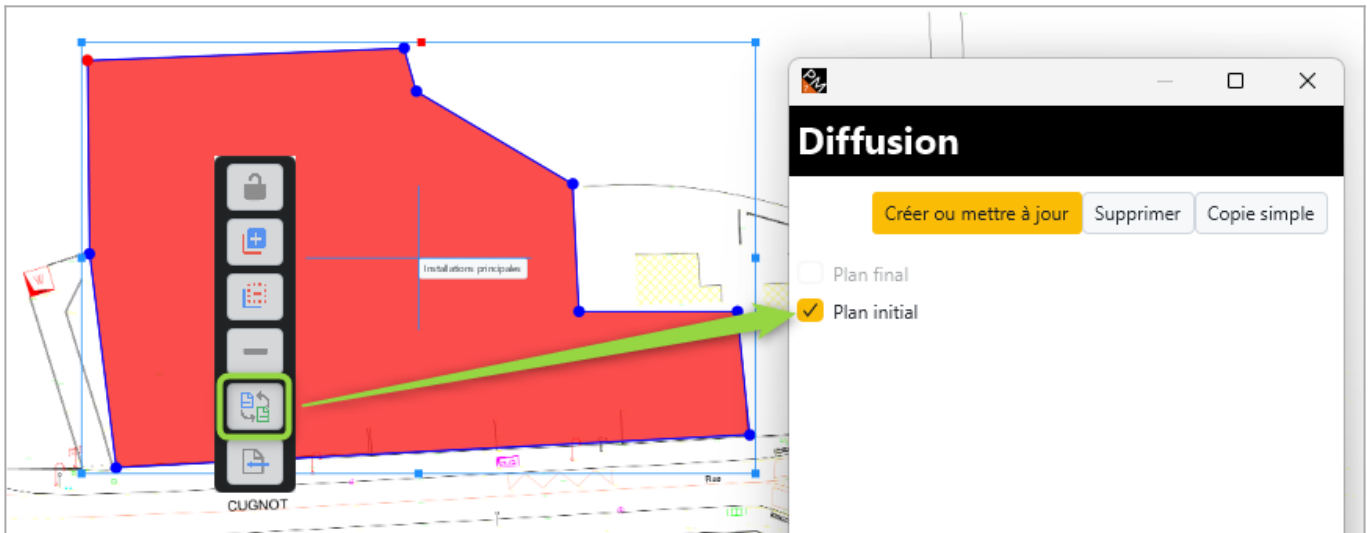 PM
Diffusion
Créer ou mettre à jour
Supprimer
Copie simple
Plan final
Plan initial
Installations principales
Rue
CUGNOT